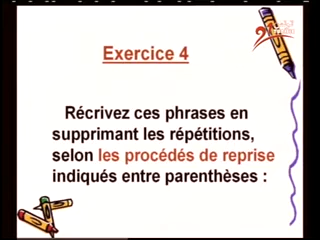 Exercice 4
Récrivez ces phrases en
supprimant les répétitions,
selon les procédés de reprise
indiqués entre parenthèses :